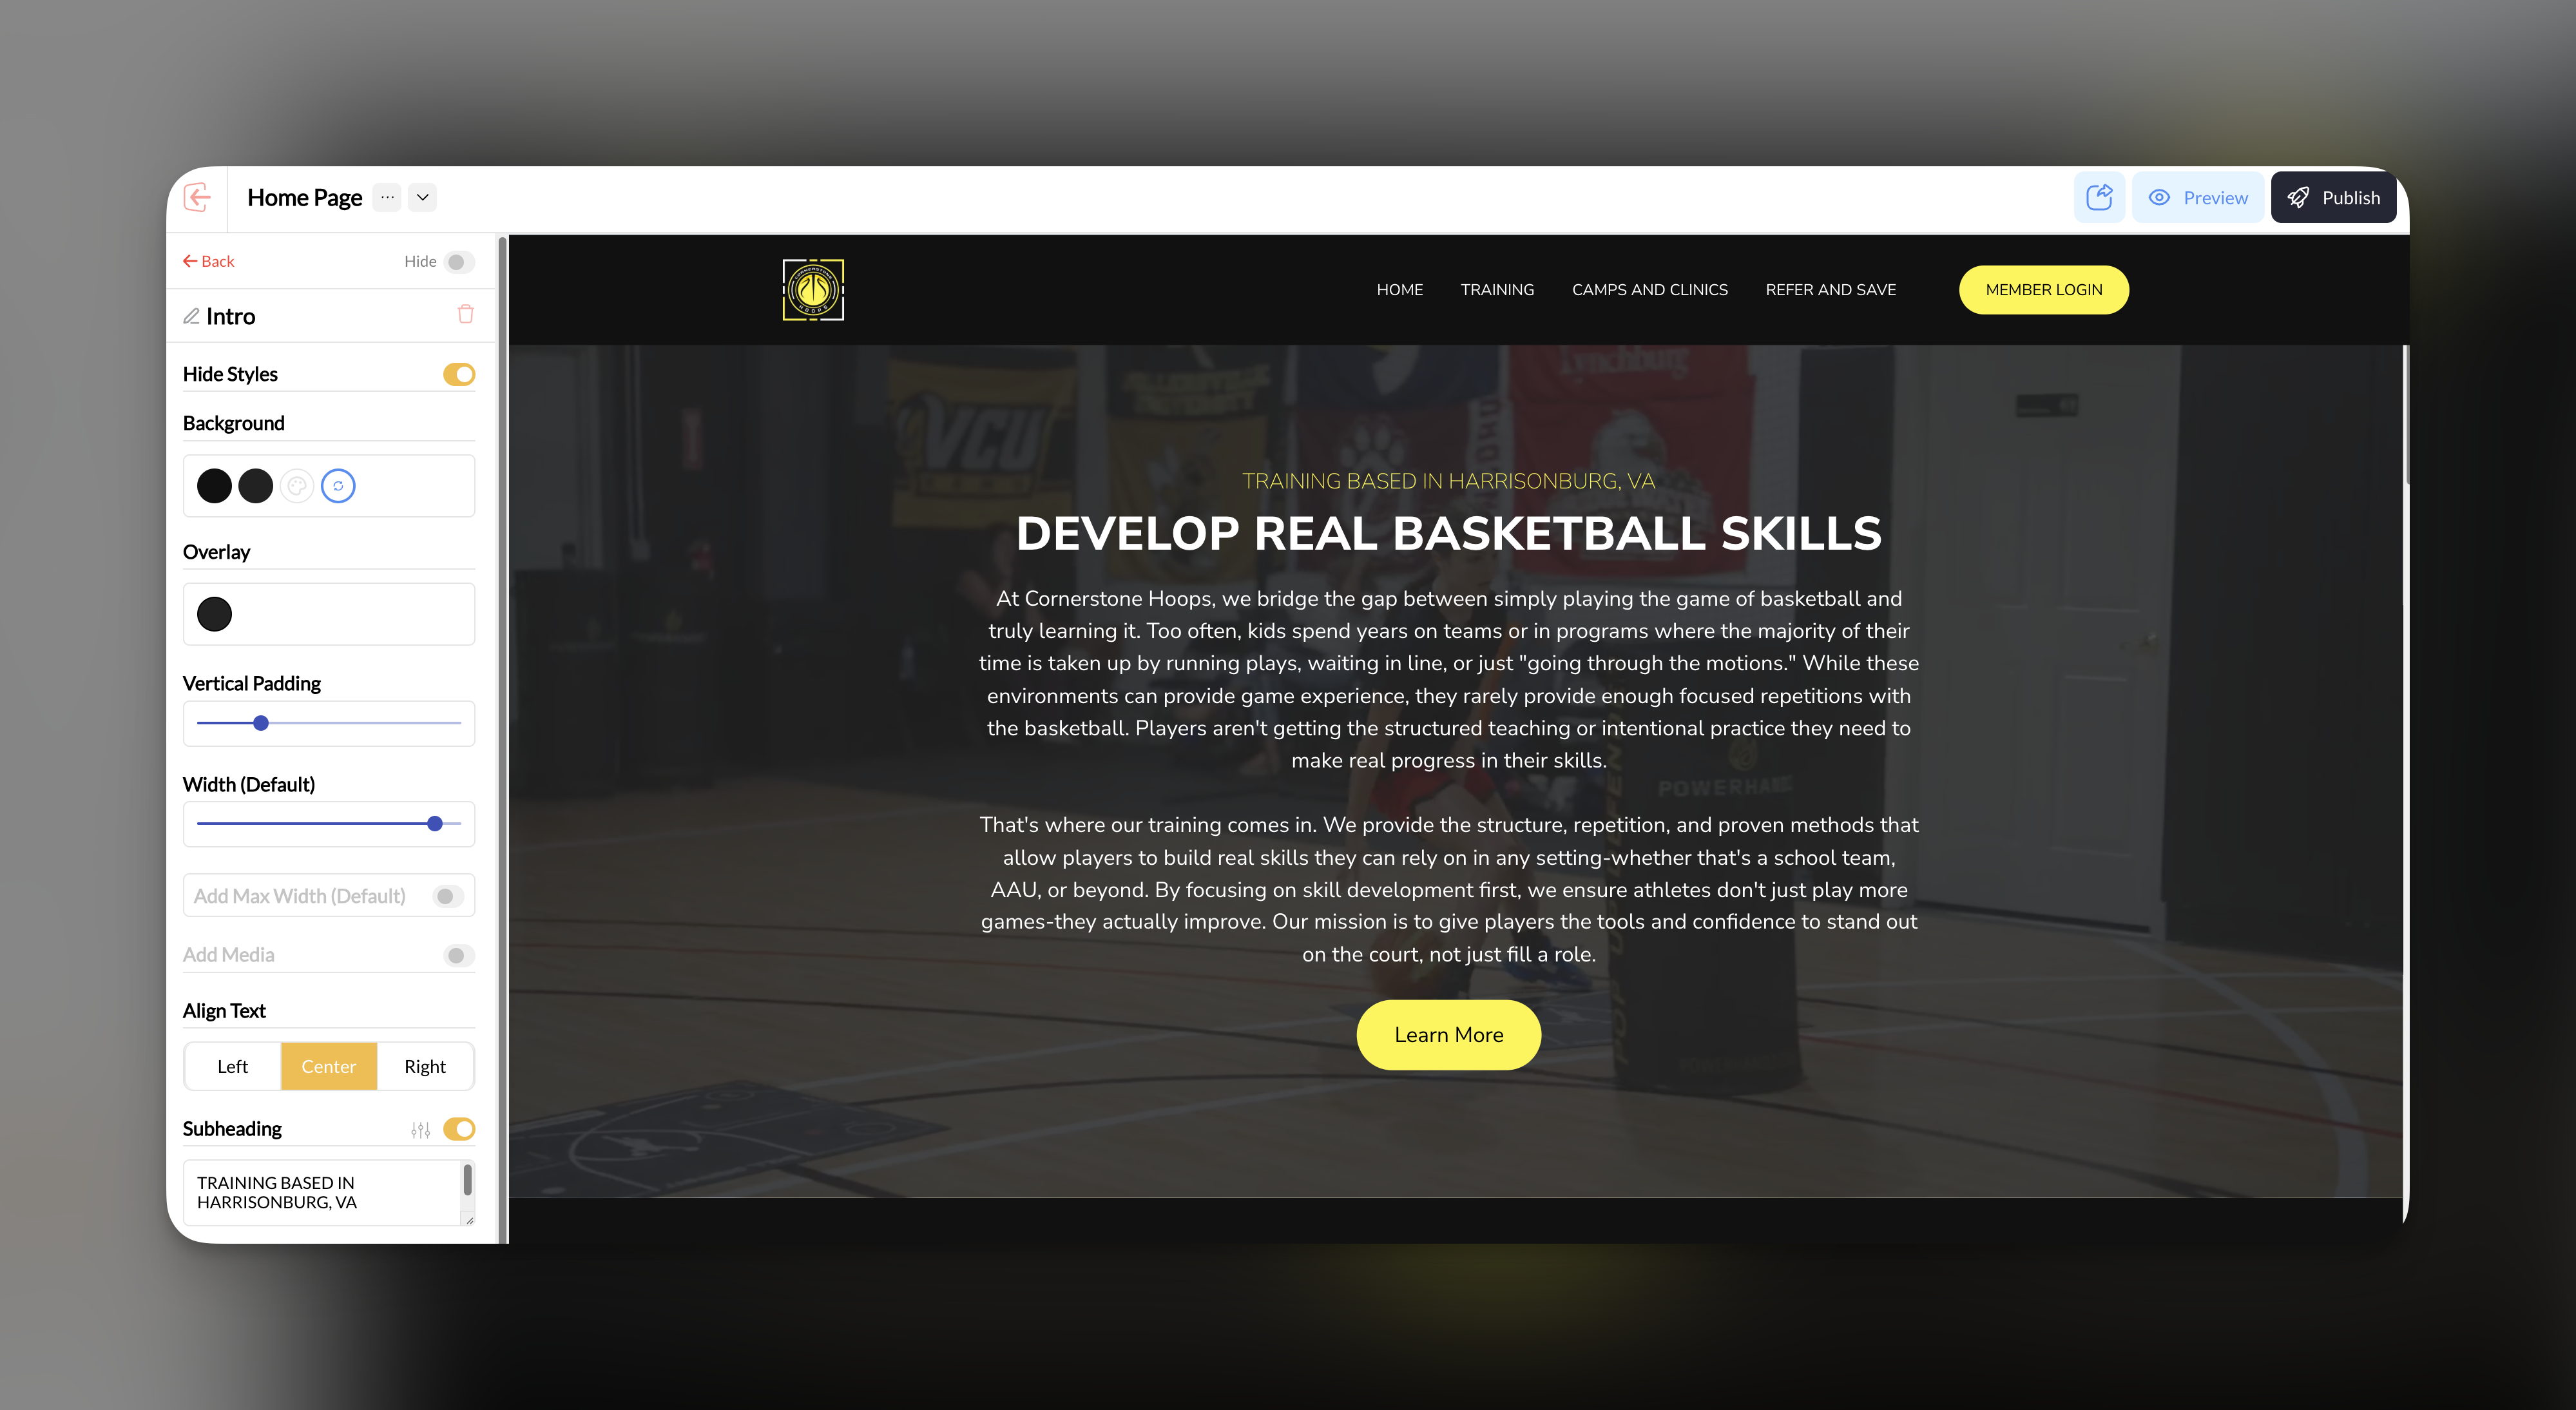 Home Page
Preview
Publish
Back
Hide
Intro
Hide Styles
Background
Overlay
Vertical Padding
Width (Default)
Add Max Width (Default)
Add Media
Align Text
Left
Center
Right
Subheading
TRAINING BASED IN
HARRISONBURG, VA
CORNERSTONE
HOOPS
HOME
TRAINING
CAMPS AND CLINICS
REFER AND SAVE
MEMBER LOGIN
Lynchburg
VCU
TRAINING BASED IN HARRISONBURG, VA
DEVELOP REAL BASKETBALL SKILLS
At Cornerstone Hoops, we bridge the gap between simply playing the game of basketball and
truly learning it. Too often, kids spend years on teams or in programs where the majority of their
time is taken up by running plays, waiting in line, or just "going through the motions." While these
environments can provide game experience, they rarely provide enough focused repetitions with
the basketball. Players aren't getting the structured teaching or intentional practice they need to
make real progress in their skills.
POWERHANDZ
That's where our training comes in. We provide the structure, repetition, and proven methods that
allow players to build real skills they can rely on in any setting-whether that's a school team,
AAU, or beyond. By focusing on skill development first, we ensure athletes don't just play more
games-they actually improve. Our mission is to give players the tools and confidence to stand out
on the court, not just fill a role.
Learn More